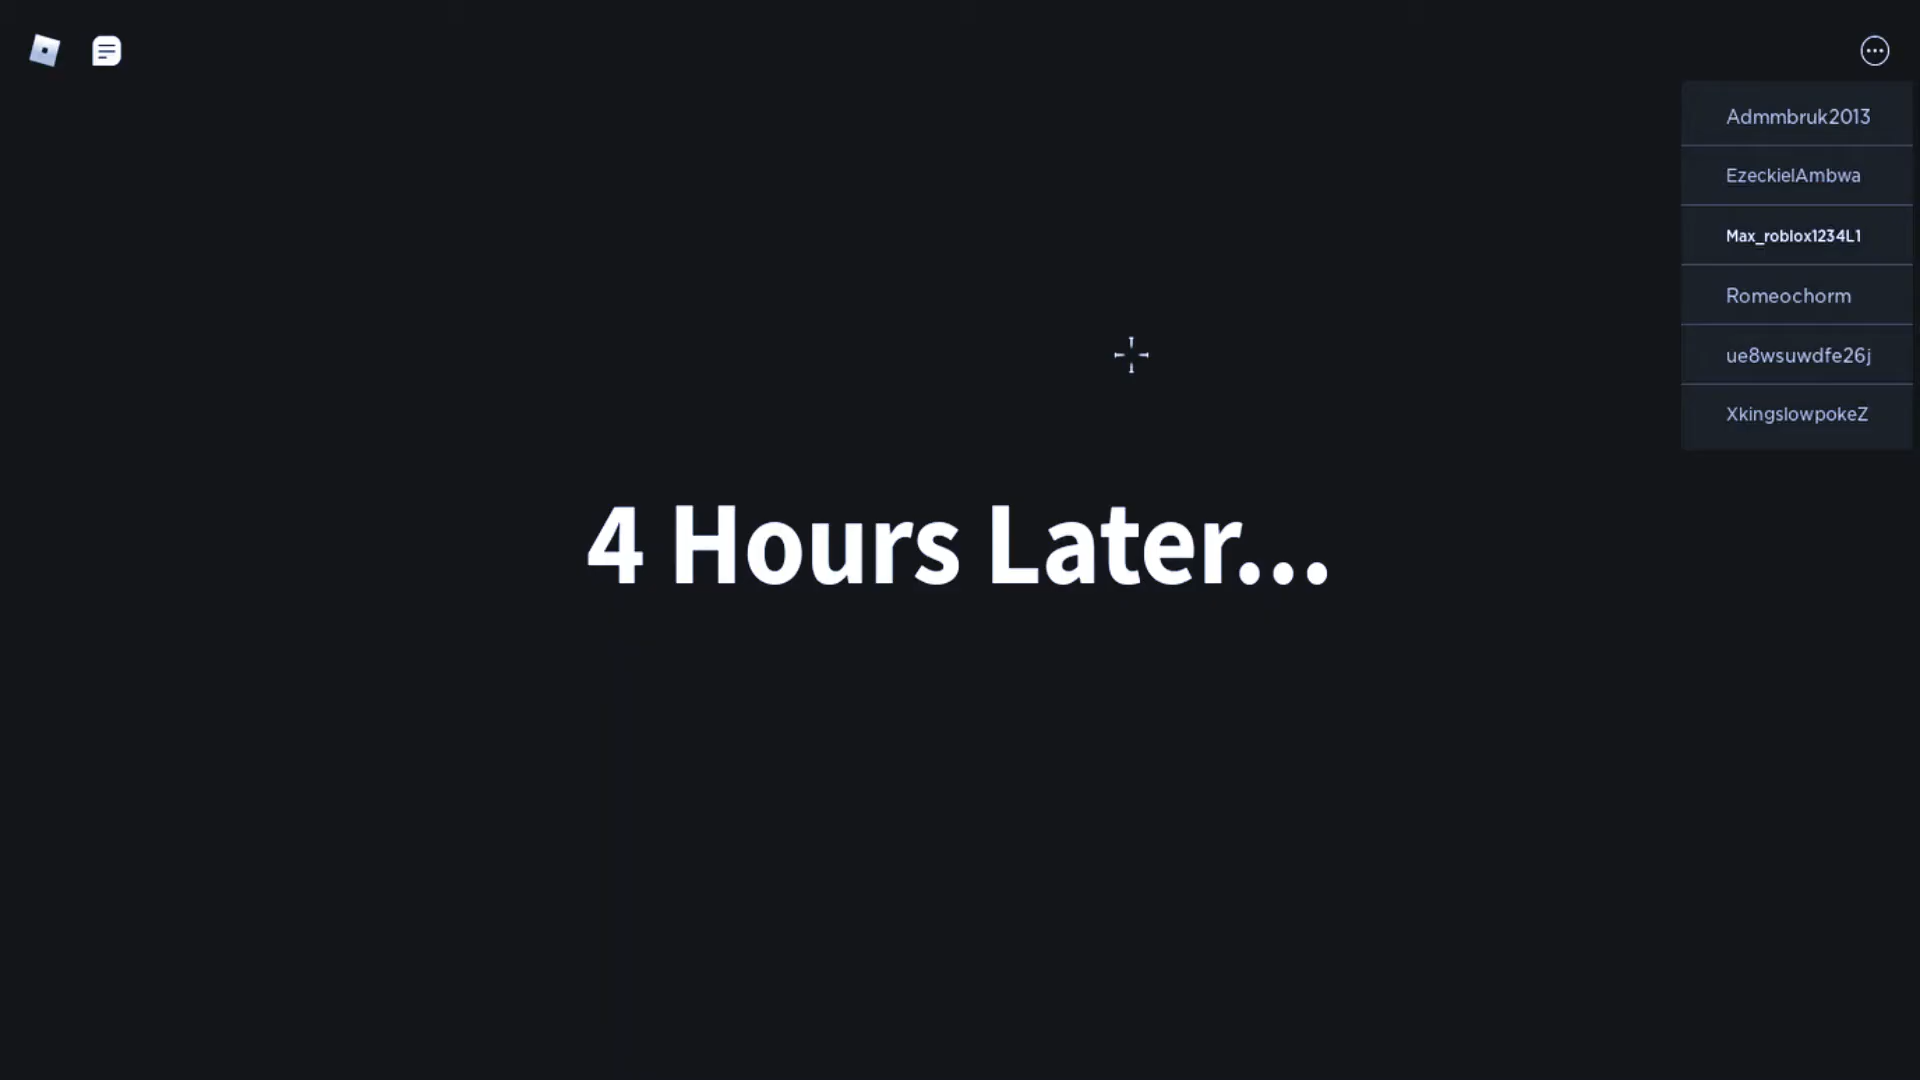 Admmbruk2013
EzeckielAmbwa
Max_roblox1234L1
Romeochorm
ue8wsuwdfe26j
XkingslowpokeZ
4 Hours Later...